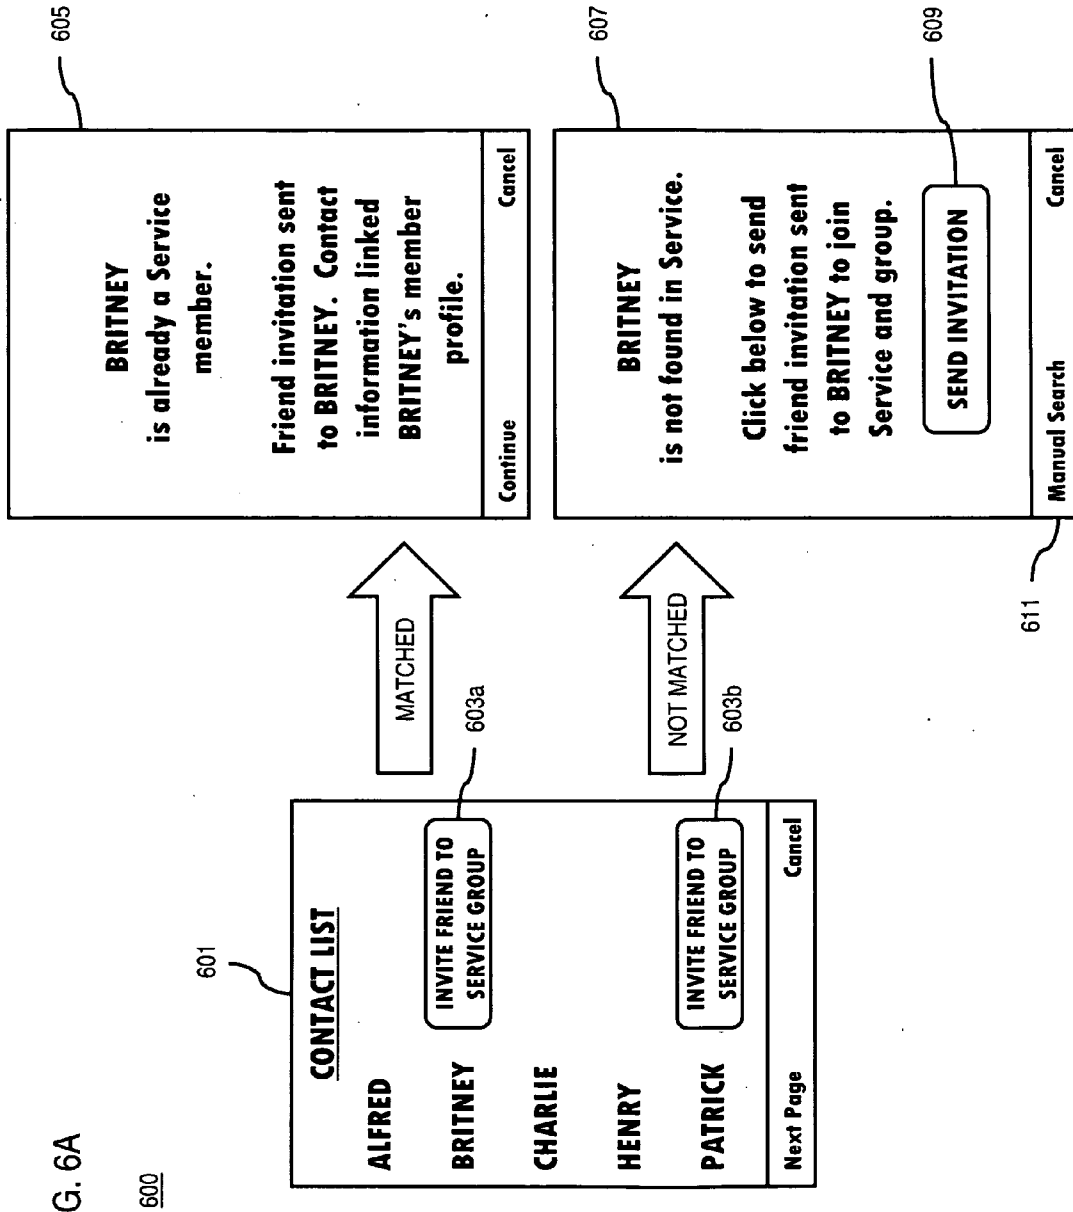 G. 6A
600
601
CONTACT LIST
ALFRED
BRITNEY
INVITE FRIEND TO
SERVICE GROUP
603a
CHARLIE
HENRY
PATRICK
INVITE FRIEND TO
SERVICE GROUP
603b
Next Page
Cancel
MATCHED
NOT MATCHED
605
BRITNEY
is already a Service
member.
Friend invitation sent
to BRITNEY. Contact
information linked
BRITNEY's member
profile.
Continue
Cancel
607
BRITNEY
is not found in Service.
Click below to send
friend invitation sent
to BRITNEY to join
Service and group.
SEND INVITATION
609
Manual Search
Cancel
611